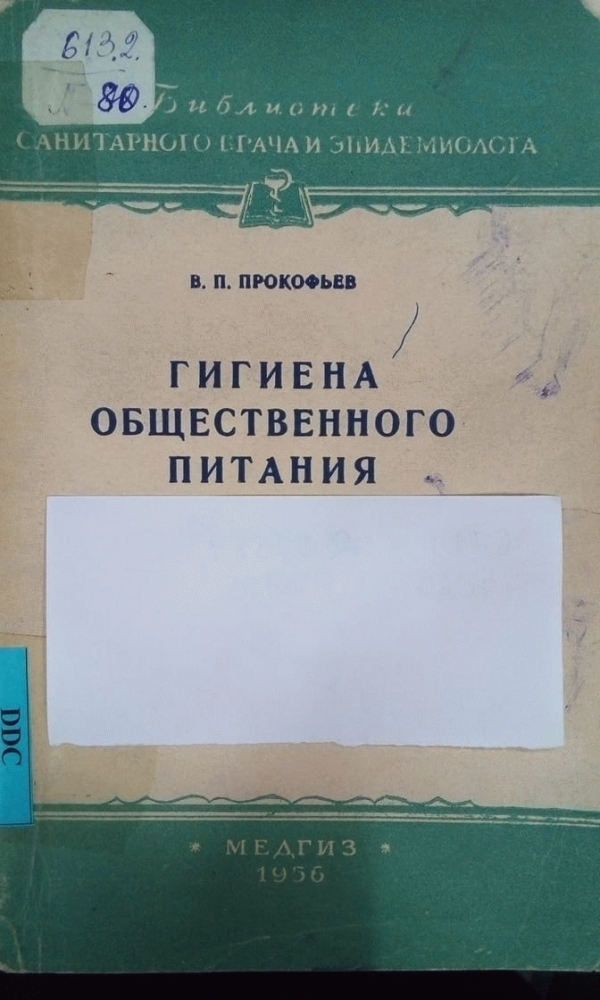 613.2.
80.
Библиотека
САНИТАРНОГО ВРАЧА И ЭПИДЕМИОЛОГА
В. П. ПРОКОФЬЕВ
ГИГИЕНА
ОБЩЕСТВЕННОГО
ПИТАНИЯ
DDC
* МЕДГИЗ *
1956